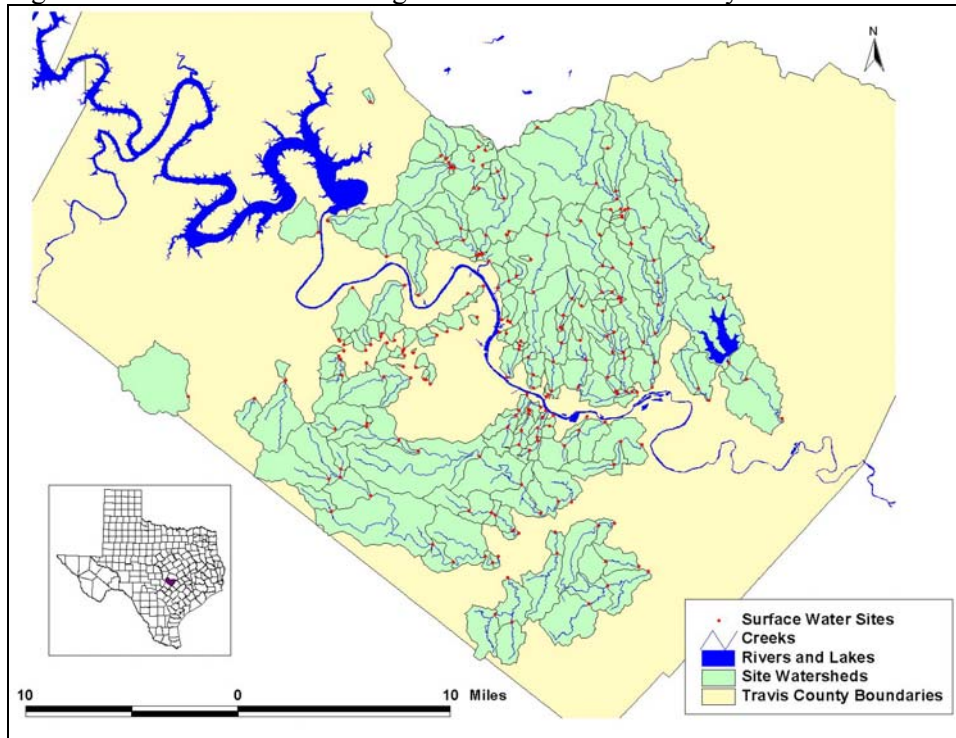 N
Surface Water Sites
Creeks
Rivers and Lakes
Site Watersheds
Travis County Boundaries
10 0 10 Miles